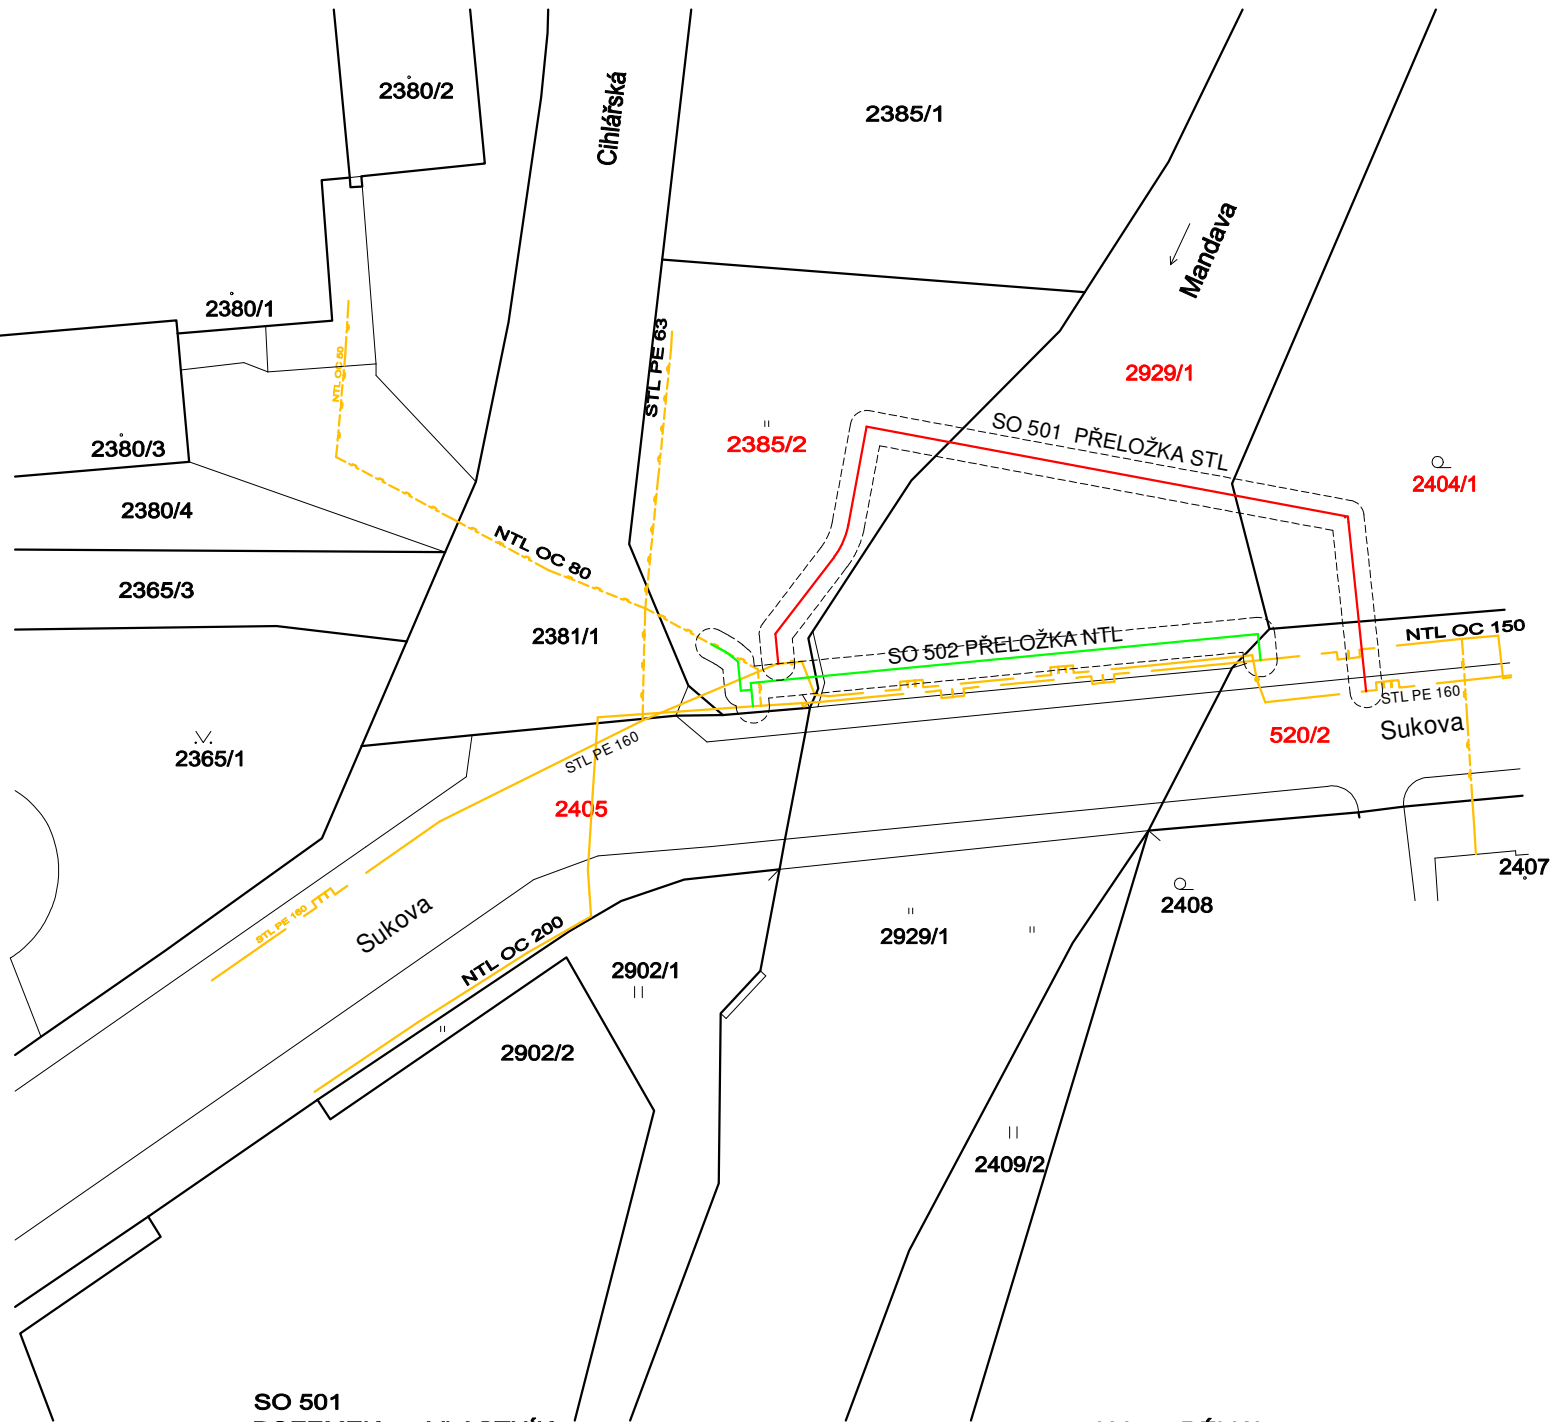 2380/2
Cihlářská
2385/1
Mandava
2380/1
STL PE 63
NTL OC 50
2929/1
2380/3
2385/2
SO 501 PŘELOŽKA STL
2404/1
2380/4
NTL OC 80
2365/3
2381/1
SO 502 PŘELOŽKA NTL
NTL OC 150
STL PE 160
2365/1
STL PE 160
520/2
Sukova
2405
2407
2408
STL PE 160
Sukova
2929/1
NTL OC 200
2902/1
2902/2
2409/2
SO 501